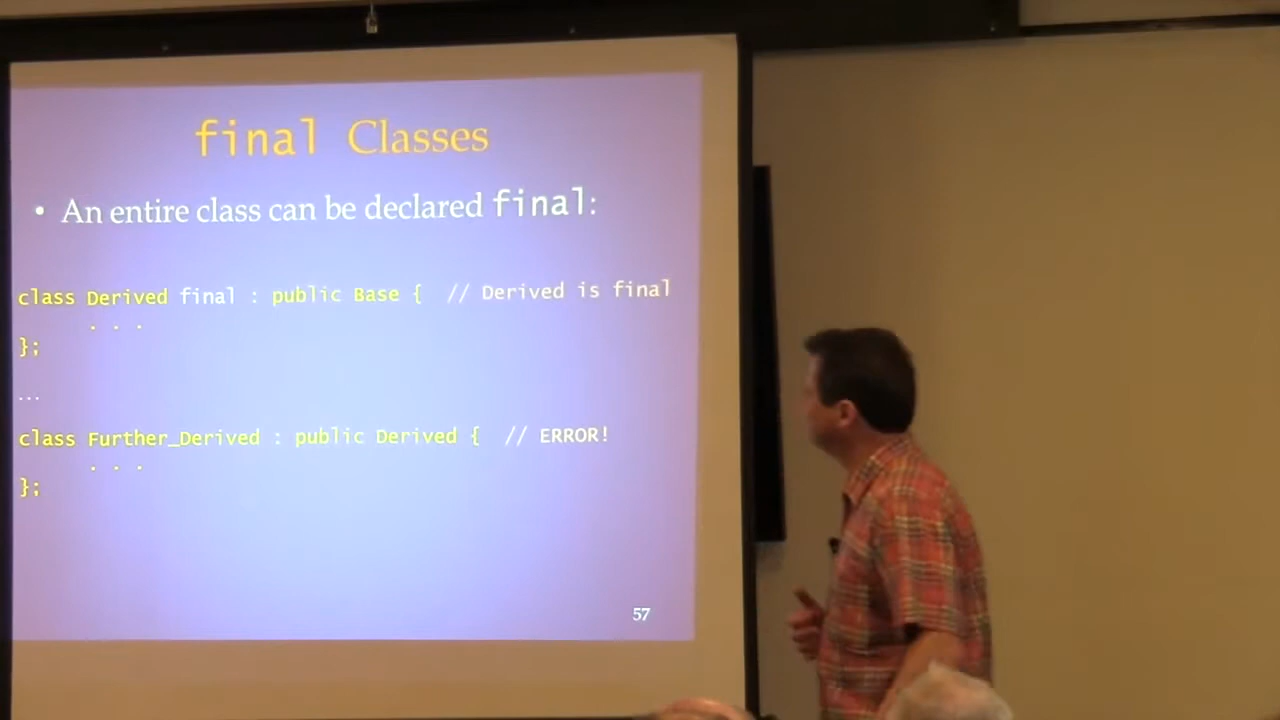 final Classes
• An entire class can be declared final:
class Derived final : public Base {  // Derived is final
. . .
};
...
class Further_Derived : public Derived {  // ERROR!
. . .
};
57